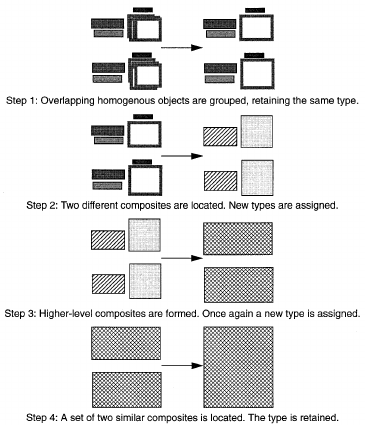 Step 1: Overlapping homogenous objects are grouped, retaining the same type.
Step 2: Two different composites are located. New types are assigned.
Step 3: Higher-level composites are formed. Once again a new type is assigned.
Step 4: A set of two similar composites is located. The type is retained.